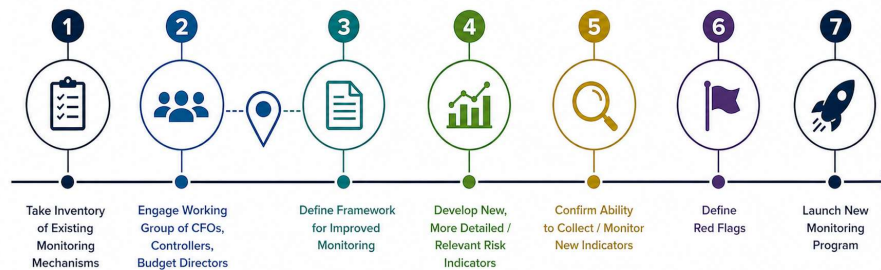 1
2
3
4
5
6
7
Take Inventory
of Existing
Monitoring
Mechanisms
Engage Working
Group of CFOs,
Controllers,
Budget Directors
Define Framework
for Improved
Monitoring
Develop New,
More Detailed /
Relevant Risk
Indicators
Confirm Ability
to Collect / Monitor
New Indicators
Define
Red Flags
Launch New
Monitoring
Program